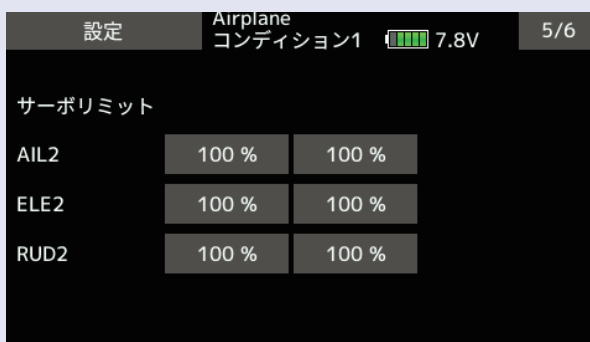 設定
Airplane
コンディション1 7.8V
5/6
サーボリミット
AIL2 100 % 100 %
ELE2 100 % 100 %
RUD2 100 % 100 %